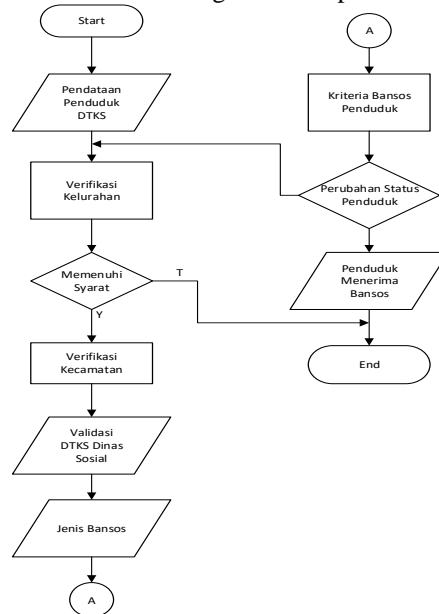 Start
Pendataan
Penduduk
DTKS
Verifikasi
Kelurahan
Memenuhi
Syarat
T
Y
Verifikasi
Kecamatan
Validasi
DTKS Dinas
Sosial
Jenis Bansos
A
A
Kriteria Bansos
Penduduk
Perubahan Status
Penduduk
Penduduk
Menerima
Bansos
End